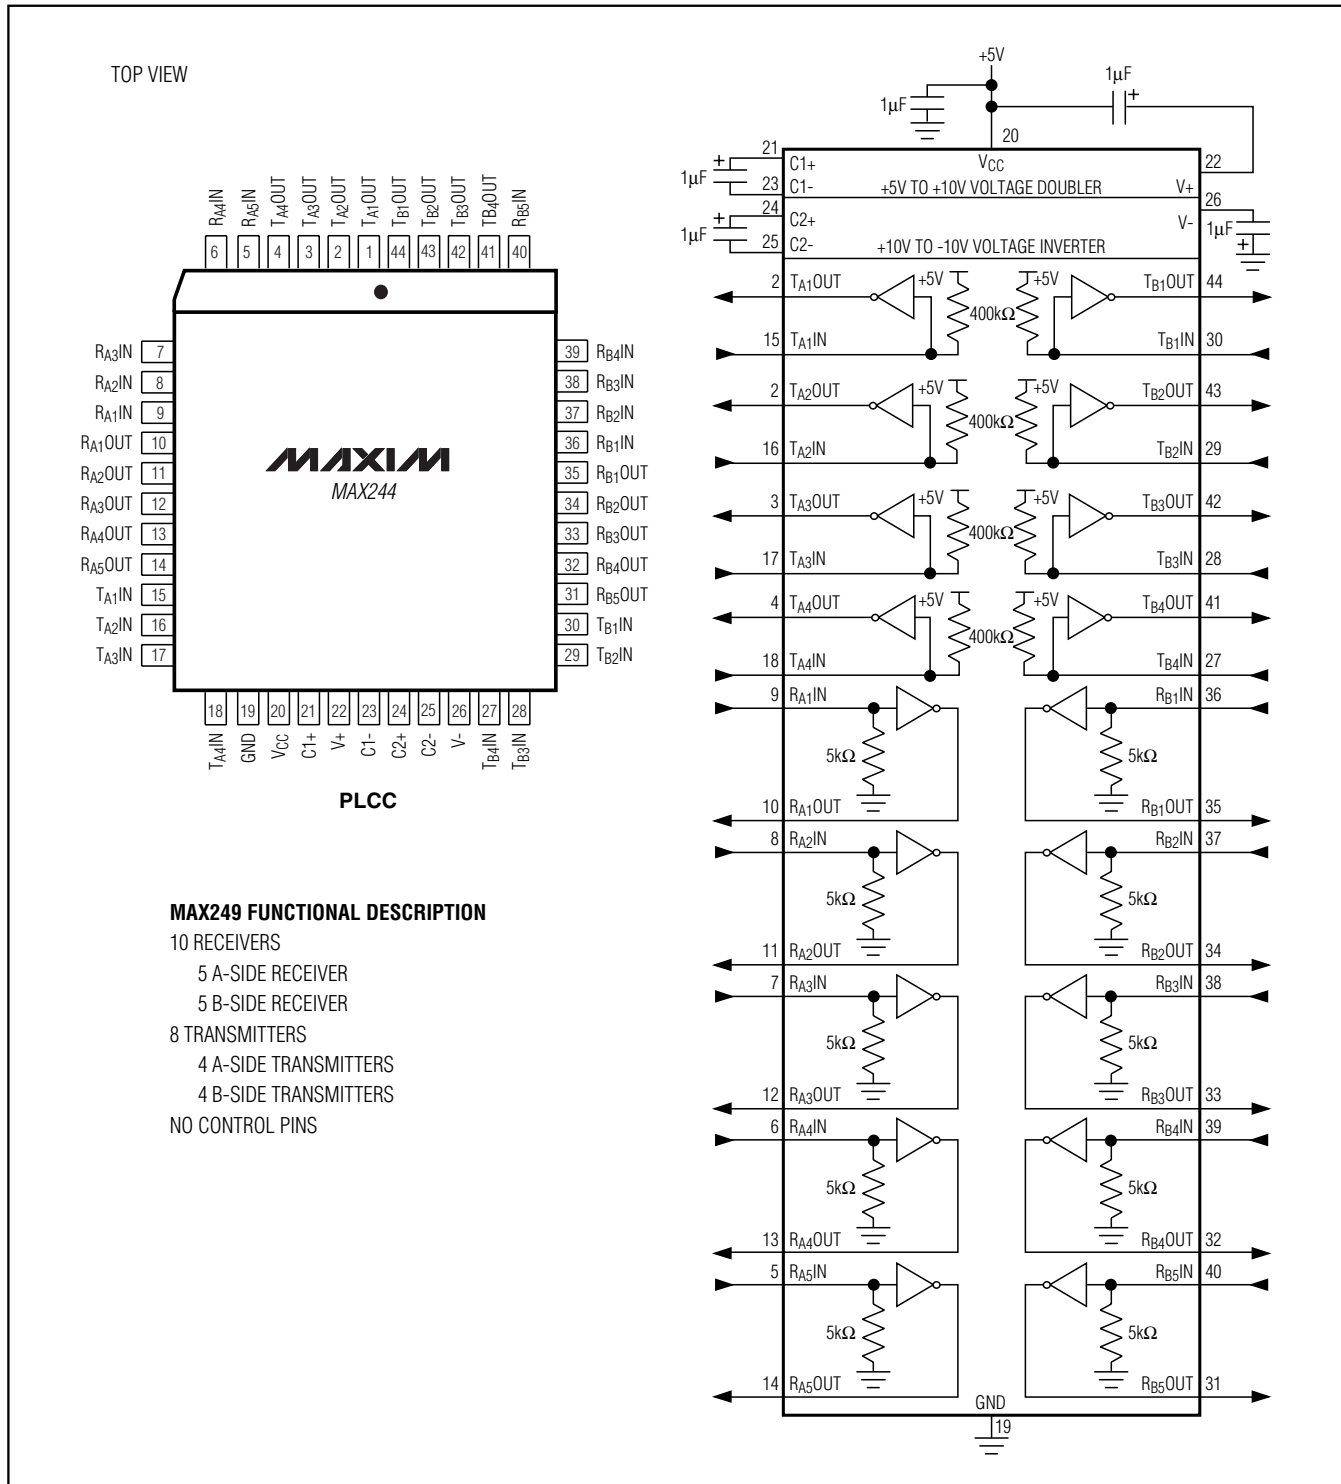 TOP VIEW
RA4IN
RA5IN
TA4OUT
TA3OUT
TA2OUT
TA1OUT
TB1OUT
TB2OUT
TB3OUT
TB4OUT
RB5IN
6 5 4 3 2 1 44 43 42 41 40
RA3IN 7
RA2IN 8
RA1IN 9
RA1OUT 10
RA2OUT 11
RA3OUT 12
RA4OUT 13
RA5OUT 14
TA1IN 15
TA2IN 16
TA3IN 17
MAXIM
MAX244
39 RB4IN
38 RB3IN
37 RB2IN
36 RB1IN
35 RB1OUT
34 RB2OUT
33 RB3OUT
32 RB4OUT
31 RB5OUT
30 TB1IN
29 TB2IN
18 19 20 21 22 23 24 25 26 27 28
TA4IN
GND
VCC
C1+
V+
C1-
C2+
C2-
V-
TB4IN
TB3IN
PLCC
MAX249 FUNCTIONAL DESCRIPTION
10 RECEIVERS
5 A-SIDE RECEIVER
5 B-SIDE RECEIVER
8 TRANSMITTERS
4 A-SIDE TRANSMITTERS
4 B-SIDE TRANSMITTERS
NO CONTROL PINS
+5V
1µF
1µF +
20
21 C1+ VCC 22
+ 1µF
23 C1- +5V TO +10V VOLTAGE DOUBLER V+
24 C2+ V- 26
+ 1µF
1µF +
25 C2- +10V TO -10V VOLTAGE INVERTER
2 TA1OUT +5V +5V TB1OUT 44
400kΩ
15 TA1IN TB1IN 30
2 TA2OUT +5V +5V TB2OUT 43
400kΩ
16 TA2IN TB2IN 29
3 TA3OUT +5V +5V TB3OUT 42
400kΩ
17 TA3IN TB3IN 28
4 TA4OUT +5V +5V TB4OUT 41
400kΩ
18 TA4IN TB4IN 27
9 RA1IN RB1IN 36
5kΩ 5kΩ
10 RA1OUT RB1OUT 35
8 RA2IN RB2IN 37
5kΩ 5kΩ
11 RA2OUT RB2OUT 34
7 RA3IN RB3IN 38
5kΩ 5kΩ
12 RA3OUT RB3OUT 33
6 RA4IN RB4IN 39
5kΩ 5kΩ
13 RA4OUT RB4OUT 32
5 RA5IN RB5IN 40
5kΩ 5kΩ
14 RA5OUT RB5OUT 31
GND
19